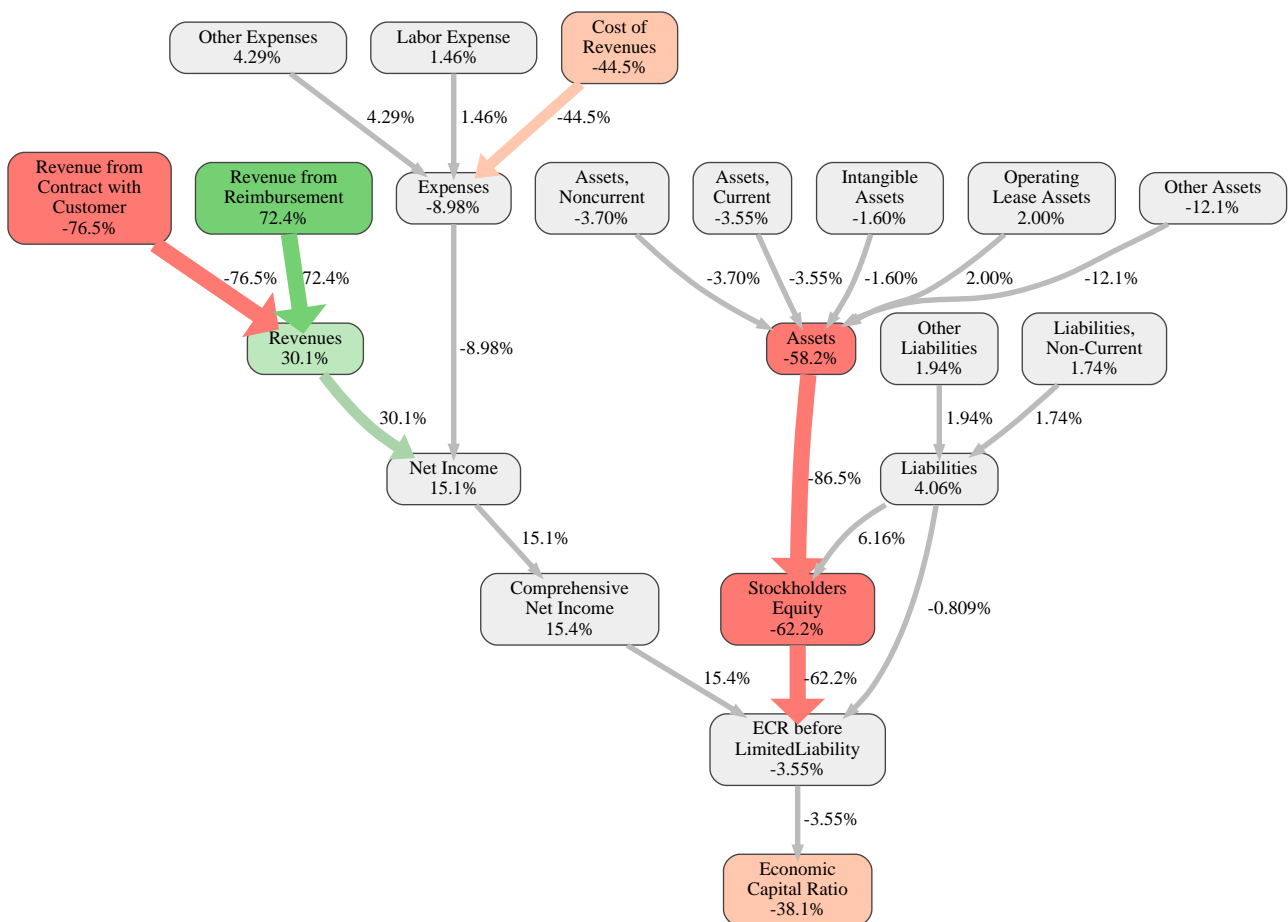 Other Expenses
4.29%
Labor Expense
1.46%
Cost of
Revenues
-44.5%
4.29%
1.46%
-44.5%
Revenue from
Contract with
Customer
-76.5%
Revenue from
Reimbursement
72.4%
Expenses
-8.98%
Assets,
Noncurrent
-3.70%
Assets,
Current
-3.55%
Intangible
Assets
-1.60%
Operating
Lease Assets
2.00%
Other Assets
-12.1%
-76.5%
72.4%
-3.70%
-3.55%
-1.60%
2.00%
-12.1%
Revenues
30.1%
-8.98%
Assets
-58.2%
Other
Liabilities
1.94%
Liabilities,
Non-Current
1.74%
30.1%
1.94%
1.74%
Net Income
15.1%
-86.5%
Liabilities
4.06%
15.1%
6.16%
Comprehensive
Net Income
15.4%
Stockholders
Equity
-62.2%
-0.809%
15.4%
-62.2%
ECR before
LimitedLiability
-3.55%
-3.55%
Economic
Capital Ratio
-38.1%